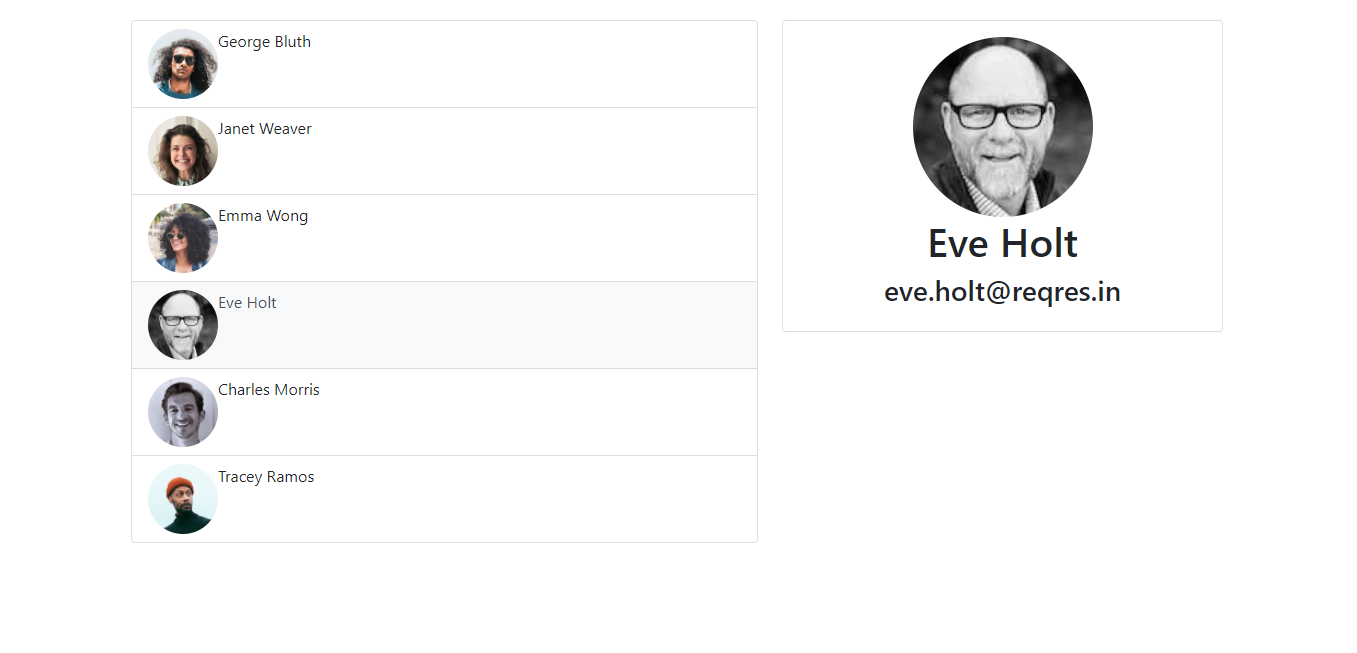 George Bluth
Janet Weaver
Emma Wong
Eve Holt
Charles Morris
Tracey Ramos
Eve Holt
eve.holt@reqres.in